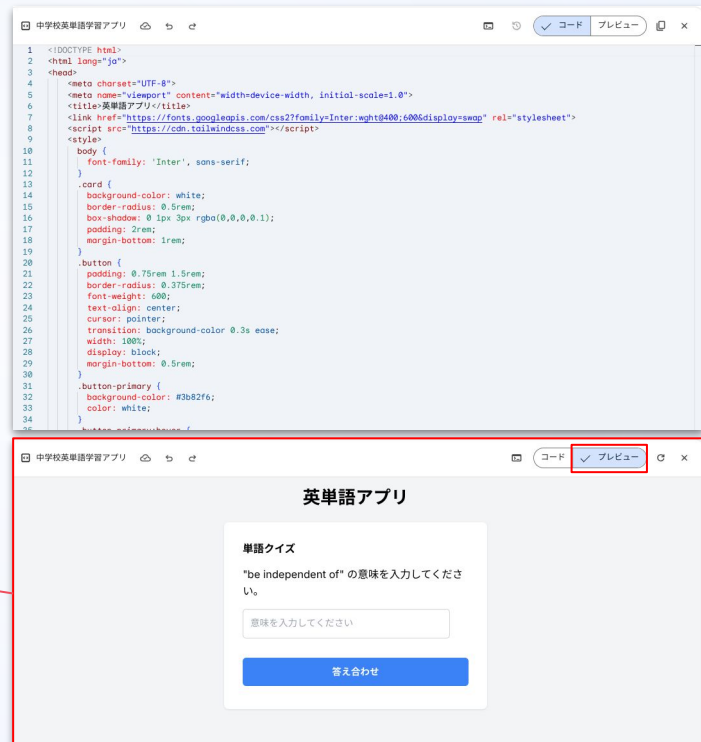 中学校英単語学習アプリ
コード プレビュー
1 <!DOCTYPE html>
2 <html lang="ja">
3 <head>
4 <meta charset="UTF-8">
5 <meta name="viewport" content="width=device-width, initial-scale=1.0">
6 <title>英単語アプリ</title>
7 <link href="https://fonts.googleapis.com/css2?family=Inter:wght@400;600&display=swap" rel="stylesheet">
8 <script src="https://cdn.tailwindcss.com"></script>
9 <style>
10 body {
11 font-family: 'Inter', sans-serif;
12 }
13 .card {
14 background-color: white;
15 border-radius: 0.5rem;
16 box-shadow: 0 1px 3px rgba(0,0,0,0.1);
17 padding: 2rem;
18 margin-bottom: 1rem;
19 }
20 .button {
21 padding: 0.75rem 1.5rem;
22 border-radius: 0.375rem;
23 font-weight: 600;
24 text-align: center;
25 cursor: pointer;
26 transition: background-color 0.3s ease;
27 width: 100%;
28 display: block;
29 margin-bottom: 0.5rem;
30 }
31 .button-primary {
32 background-color: #3b82f6;
33 color: white;
34 }
中学校英単語学習アプリ
コード プレビュー
英単語アプリ
単語クイズ
"be independent of" の意味を入力してくださ
い。
意味を入力してください
答え合わせ